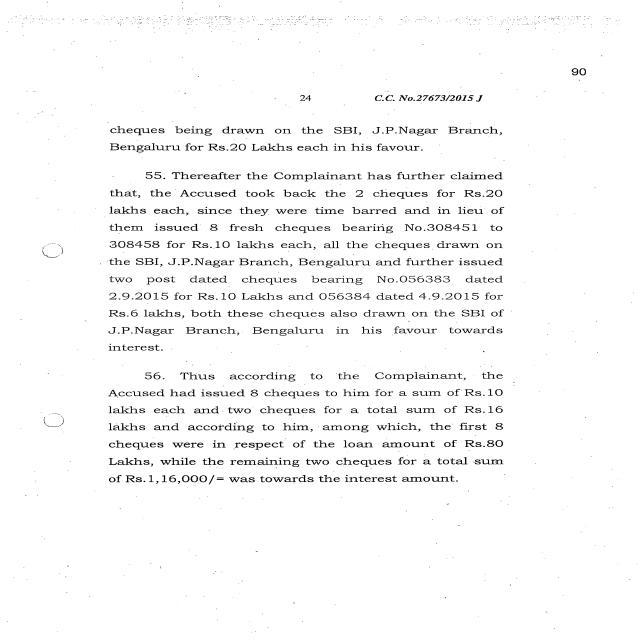 90
24 C.C. No.27673/2015 J
cheques being drawn on the SBI, J.P.Nagar Branch,
Bengaluru for Rs.20 Lakhs each in his favour.
55. Thereafter the Complainant has further claimed
that, the Accused took back the 2 cheques for Rs.20
lakhs each, since they were time barred and in lieu of
them issued 8 fresh cheques bearing No.308451 to
308458 for Rs.10 lakhs each, all the cheques drawn on
the SBI, J.P.Nagar Branch, Bengaluru and further issued
two post dated cheques bearing No.056383 dated
2.9.2015 for Rs.10 Lakhs and 056384 dated 4.9.2015 for
Rs.6 lakhs, both these cheques also drawn on the SBI of
J.P.Nagar Branch, Bengaluru in his favour towards
interest.
56. Thus according to the Complainant, the
Accused had issued 8 cheques to him for a sum of Rs.10
lakhs each and two cheques for a total sum of Rs.16
lakhs and according to him, among which, the first 8
cheques were in respect of the loan amount of Rs.80
Lakhs, while the remaining two cheques for a total sum
of Rs.1,16,000/= was towards the interest amount.